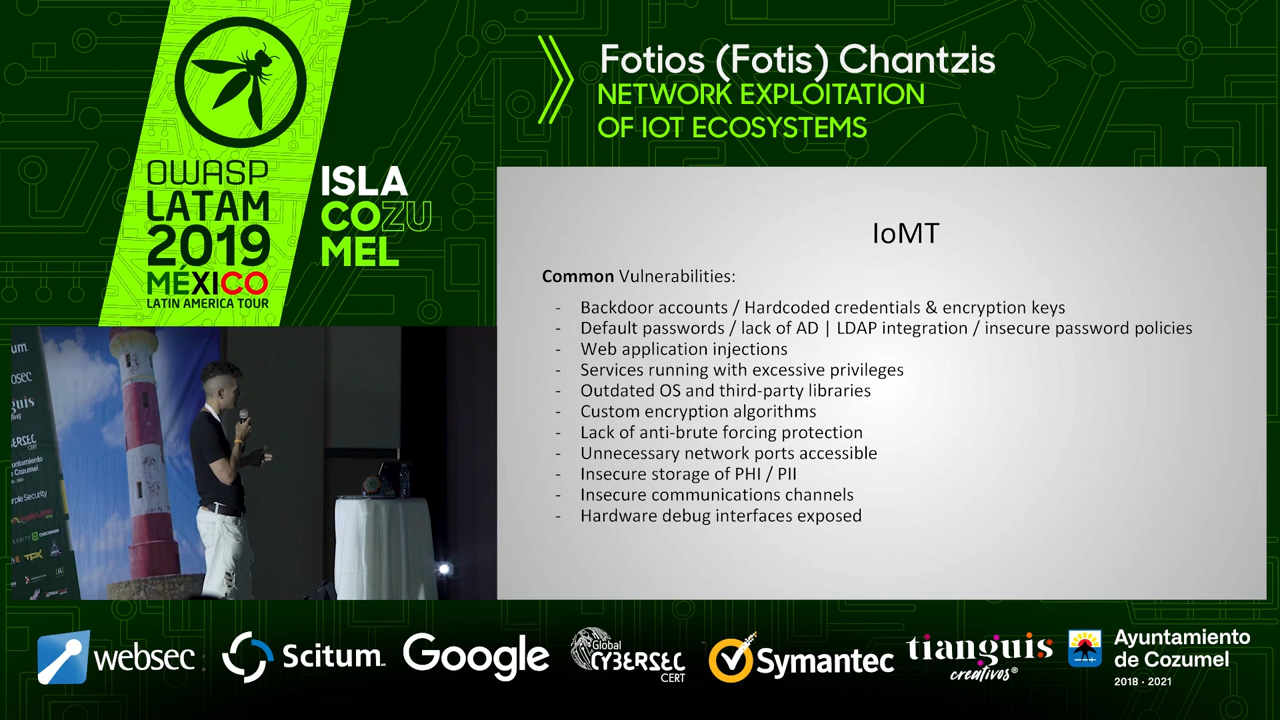 OWASP
LATAM
2019
MÉXICO
LATIN AMERICA TOUR
ISLA
COZU
MEL
Fotios (Fotis) Chantzis
NETWORK EXPLOITATION
OF IOT ECOSYSTEMS
IoMT
Common Vulnerabilities:
- Backdoor accounts / Hardcoded credentials & encryption keys
- Default passwords / lack of AD | LDAP integration / insecure password policies
- Web application injections
- Services running with excessive privileges
- Outdated OS and third-party libraries
- Custom encryption algorithms
- Lack of anti-brute forcing protection
- Unnecessary network ports accessible
- Insecure storage of PHI / PII
- Insecure communications channels
- Hardware debug interfaces exposed
websec
Scitum
Google
Global
CYBERSEC
CERT
Symantec
tianguis
creativos®
Ayuntamiento
de Cozumel
2018 · 2021